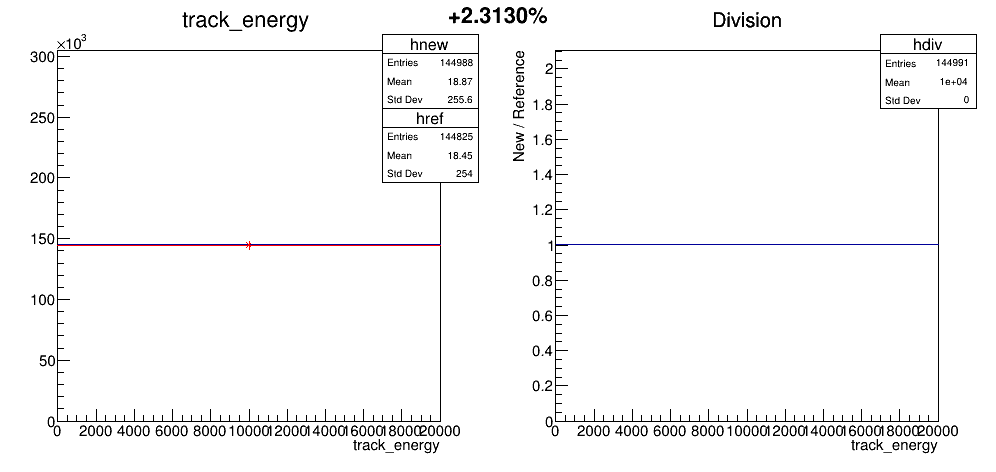 track_energy
+2.3130%
Division
×10³
300
250
200
150
100
50
0
0 2000 4000 6000 8000 10000 12000 14000 16000 18000 20000
track_energy
hnew
Entries 144988
Mean 18.87
Std Dev 255.6
href
Entries 144825
Mean 18.45
Std Dev 254
New / Reference
2
1.8
1.6
1.4
1.2
1
0.8
0.6
0.4
0.2
0
0 2000 4000 6000 8000 10000 12000 14000 16000 18000 20000
track_energy
hdiv
Entries 144991
Mean 1e+04
Std Dev 0